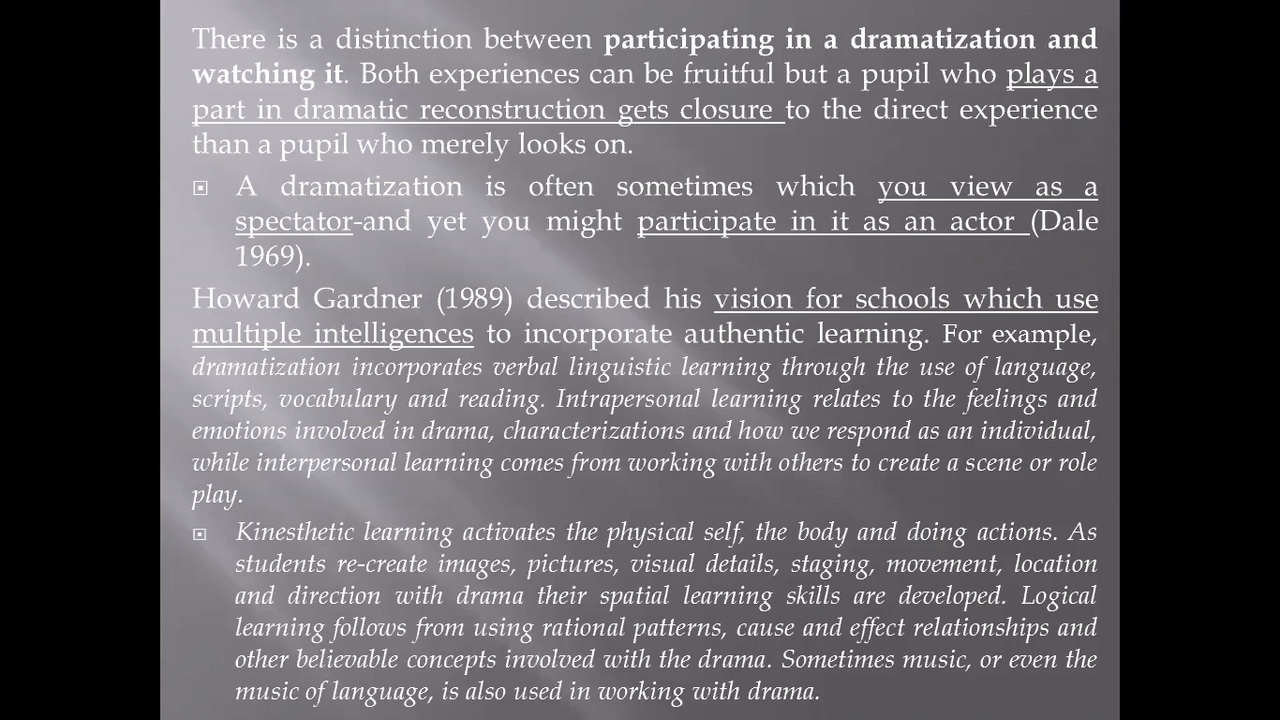 There is a distinction between participating in a dramatization and
watching it. Both experiences can be fruitful but a pupil who plays a
part in dramatic reconstruction gets closure to the direct experience
than a pupil who merely looks on.
A dramatization is often sometimes which you view as a
spectator-and yet you might participate in it as an actor (Dale
1969).
Howard Gardner (1989) described his vision for schools which use
multiple intelligences to incorporate authentic learning. For example,
dramatization incorporates verbal linguistic learning through the use of language,
scripts, vocabulary and reading. Intrapersonal learning relates to the feelings and
emotions involved in drama, characterizations and how we respond as an individual,
while interpersonal learning comes from working with others to create a scene or role
play.
Kinesthetic learning activates the physical self, the body and doing actions. As
students re-create images, pictures, visual details, staging, movement, location
and direction with drama their spatial learning skills are developed. Logical
learning follows from using rational patterns, cause and effect relationships and
other believable concepts involved with the drama. Sometimes music, or even the
music of language, is also used in working with drama.